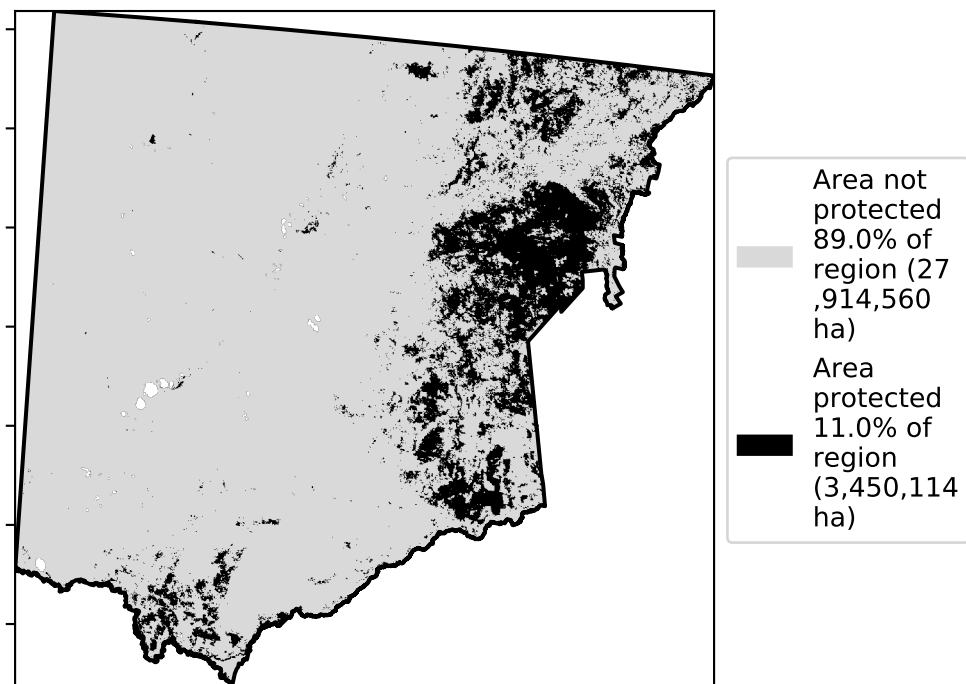 Area not
protected
89.0% of
region (27
,914,560
ha)
Area
protected
11.0% of
region
(3,450,114
ha)